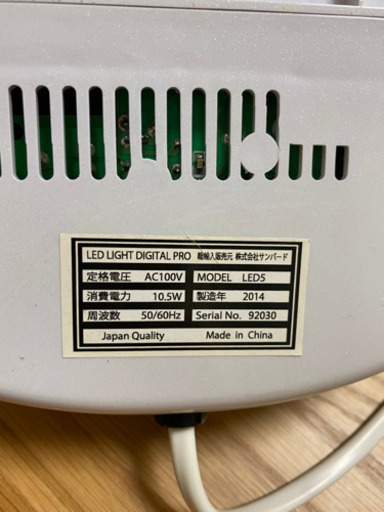 LED LIGHT DIGITAL PRO 輸輸入販売元 株式会社サンバード
定格電圧 AC100V MODEL LED5
消費電力 10.5W 製造年 2014
周波数 50/60Hz Serial No. 92030
Japan Quality Made in China